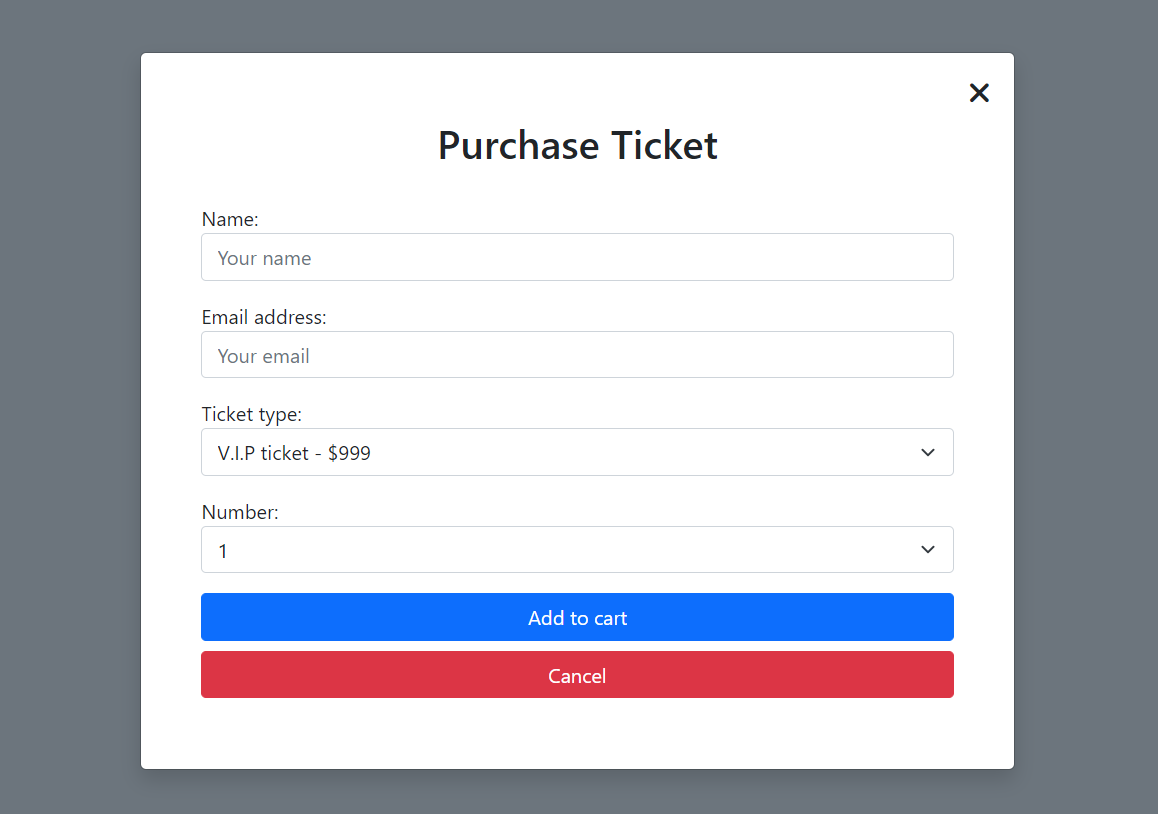 Purchase Ticket
Name:
Your name
Email address:
Your email
Ticket type:
V.I.P ticket - $999
Number:
1
Add to cart
Cancel